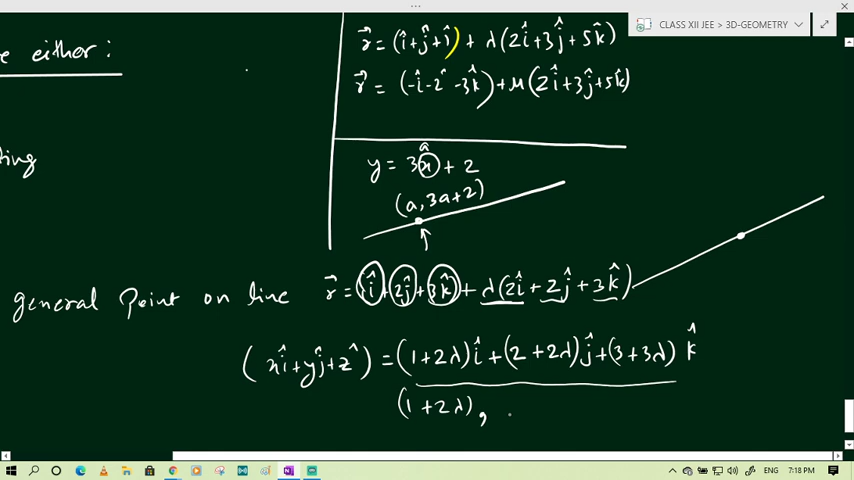 CLASS XII JEE > 3D-GEOMETRY
e either :
r⃗ = (î+ĵ+î) + λ(2î+3ĵ+5k̂)
r⃗ = (-î-2^ -3k̂)+μ(2î+3ĵ+5k̂)
ting
a
y = 3x + 2
(a, 3a+2)
general Point on line r⃗ = (î+2ĵ+3k̂)+λ(2î+2ĵ+3k̂)
(xî+yĵ+z^) = (1+2λ)î+(2+2λ)ĵ+(3+3λ) k̂
(1+2λ),
ENG 7:18 PM